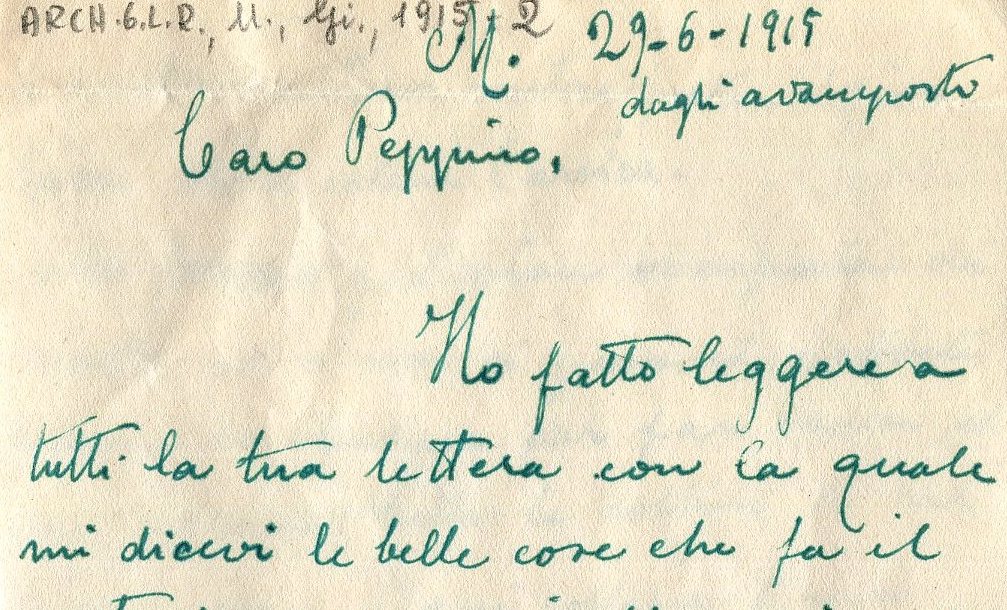 ARCH.G.L.R., U., Gi., 1915, 2
M. 29-6-1915
dagli avamposti
Caro Peppino,
Ho fatto leggere a
tutti la tua lettera con la quale
mi dicevi le belle cose che fa il